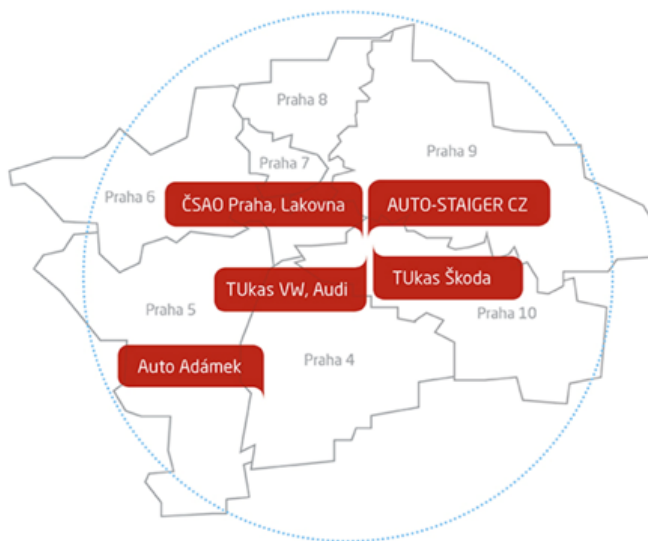 Praha 8
Praha 9
Praha 7
Praha 6
ČSAO Praha, Lakovna
AUTO-STAIGER CZ
TUkas VW, Audi
TUkas Škoda
Praha 5
Praha 10
Auto Adámek
Praha 4